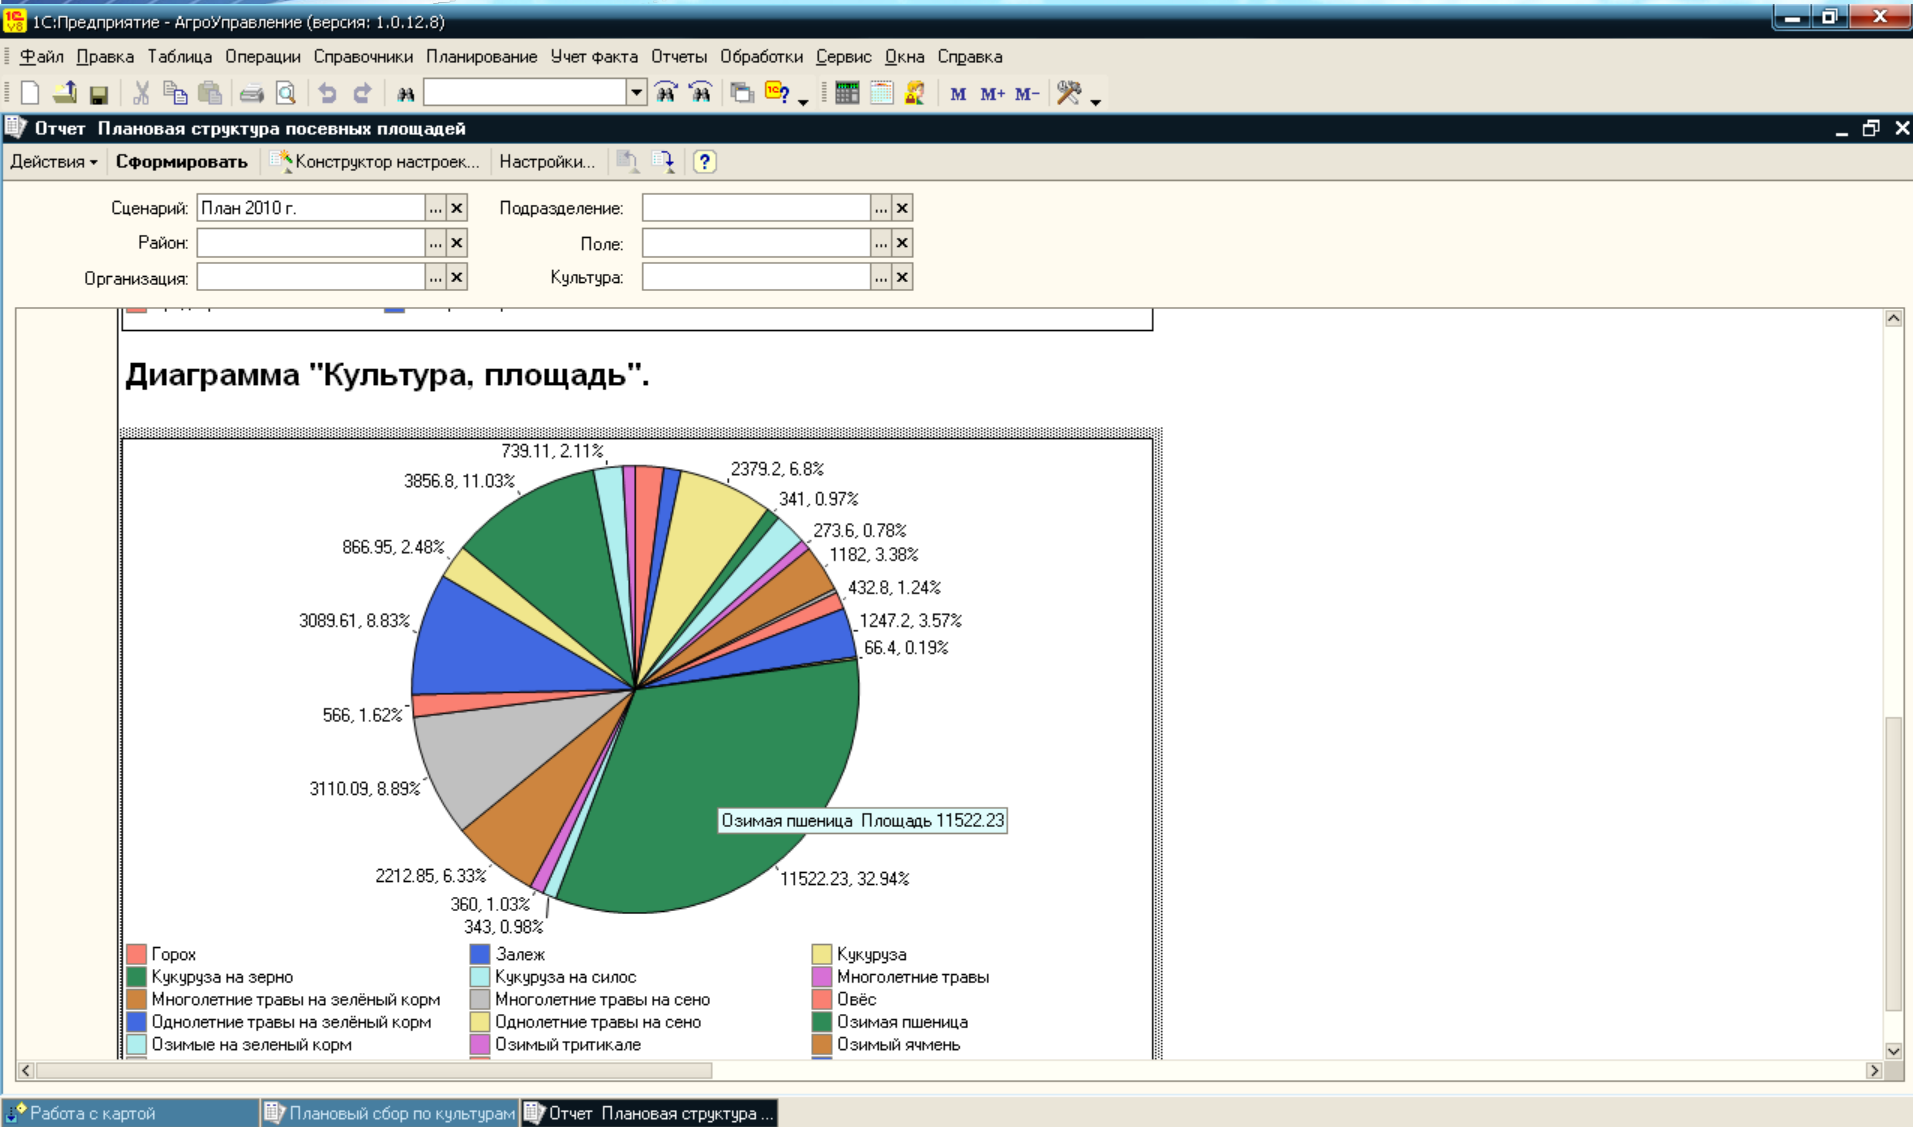 1С:Предприятие - АгроУправление (версия: 1.0.12.8)
Файл Правка Таблица Операции Справочники Планирование Учет факта Отчеты Обработки Сервис Окна Справка
M M+ M-
Отчет Плановая структура посевных площадей
Действия Сформировать Конструктор настроек... Настройки... ?
Сценарий: План 2010 г. ... x Подразделение: ... x
Район: ... x Поле: ... x
Организация: ... x Культура: ... x
Диаграмма "Культура, площадь".
739.11, 2.11%
2379.2, 6.8%
3856.8, 11.03%
341, 0.97%
273.6, 0.78%
866.95, 2.48%
1182, 3.38%
432.8, 1.24%
3089.61, 8.83%
1247.2, 3.57%
66.4, 0.19%
566, 1.62%
3110.09, 8.89%
Озимая пшеница Площадь 11522.23
2212.85, 6.33%
11522.23, 32.94%
360, 1.03%
343, 0.98%
Горох Залеж Кукуруза
Кукуруза на зерно Кукуруза на силос Многолетние травы
Многолетние травы на зелёный корм Многолетние травы на сено Овёс
Однолетние травы на зелёный корм Однолетние травы на сено Озимая пшеница
Озимые на зеленый корм Озимый тритикале Озимый ячмень
Работа с картой Плановый сбор по культурам Отчет Плановая структура ...